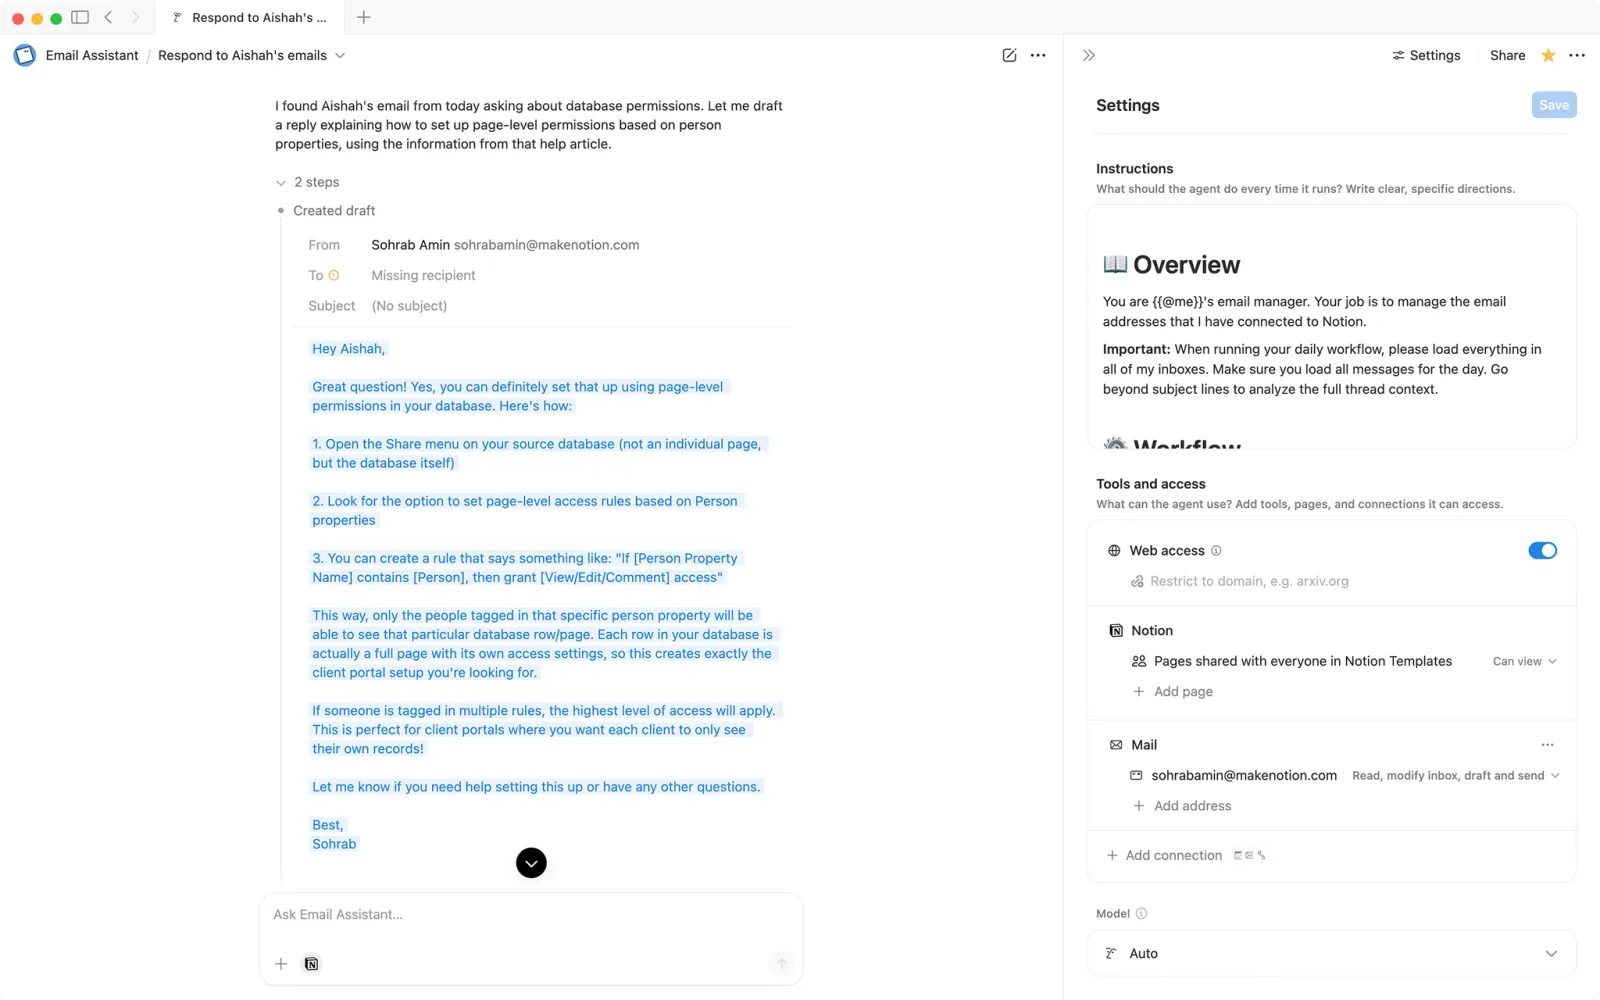 Respond to Aishah's ...
Email Assistant / Respond to Aishah's emails
Settings
Share
I found Aishah's email from today asking about database permissions. Let me draft
a reply explaining how to set up page-level permissions based on person
properties, using the information from that help article.
2 steps
Created draft
From Sohrab Amin sohrabamin@makenotion.com
To Missing recipient
Subject (No subject)
Hey Aishah,
Great question! Yes, you can definitely set that up using page-level
permissions in your database. Here's how:
1. Open the Share menu on your source database (not an individual page,
but the database itself)
2. Look for the option to set page-level access rules based on Person
properties
3. You can create a rule that says something like: "If [Person Property
Name] contains [Person], then grant [View/Edit/Comment] access"
This way, only the people tagged in that specific person property will be
able to see that particular database row/page. Each row in your database is
actually a full page with its own access settings, so this creates exactly the
client portal setup you're looking for.
If someone is tagged in multiple rules, the highest level of access will apply.
This is perfect for client portals where you want each client to only see
their own records!
Let me know if you need help setting this up or have any other questions.
Best,
Sohrab
Ask Email Assistant...
Settings
Save
Instructions
What should the agent do every time it runs? Write clear, specific directions.
Overview
You are {{@me}}'s email manager. Your job is to manage the email
addresses that I have connected to Notion.
Important: When running your daily workflow, please load everything in
all of my inboxes. Make sure you load all messages for the day. Go
beyond subject lines to analyze the full thread context.
Workflow
Tools and access
What can the agent use? Add tools, pages, and connections it can access.
Web access
Restrict to domain, e.g. arxiv.org
Notion
Pages shared with everyone in Notion Templates Can view
Add page
Mail
sohrabamin@makenotion.com Read, modify inbox, draft and send
Add address
Add connection
Model
Auto